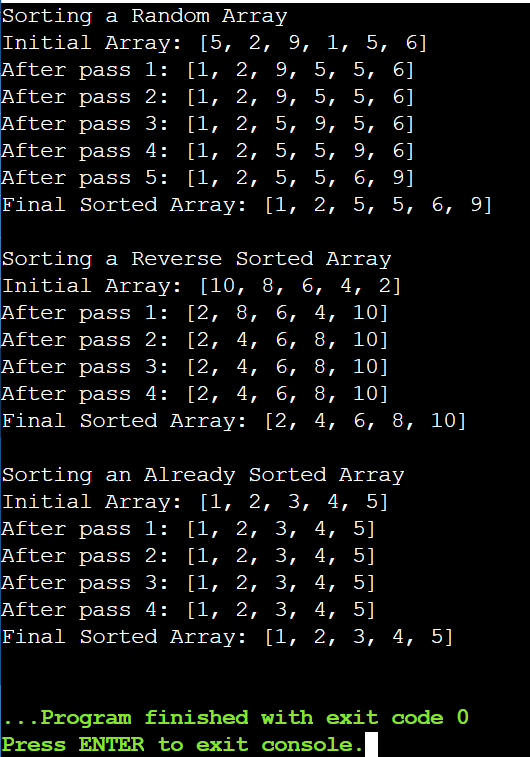 Sorting a Random Array
Initial Array: [5, 2, 9, 1, 5, 6]
After pass 1: [1, 2, 9, 5, 5, 6]
After pass 2: [1, 2, 9, 5, 5, 6]
After pass 3: [1, 2, 5, 9, 5, 6]
After pass 4: [1, 2, 5, 5, 9, 6]
After pass 5: [1, 2, 5, 5, 6, 9]
Final Sorted Array: [1, 2, 5, 5, 6, 9]

Sorting a Reverse Sorted Array
Initial Array: [10, 8, 6, 4, 2]
After pass 1: [2, 8, 6, 4, 10]
After pass 2: [2, 4, 6, 8, 10]
After pass 3: [2, 4, 6, 8, 10]
After pass 4: [2, 4, 6, 8, 10]
Final Sorted Array: [2, 4, 6, 8, 10]

Sorting an Already Sorted Array
Initial Array: [1, 2, 3, 4, 5]
After pass 1: [1, 2, 3, 4, 5]
After pass 2: [1, 2, 3, 4, 5]
After pass 3: [1, 2, 3, 4, 5]
After pass 4: [1, 2, 3, 4, 5]
Final Sorted Array: [1, 2, 3, 4, 5]

...Program finished with exit code 0
Press ENTER to exit console.